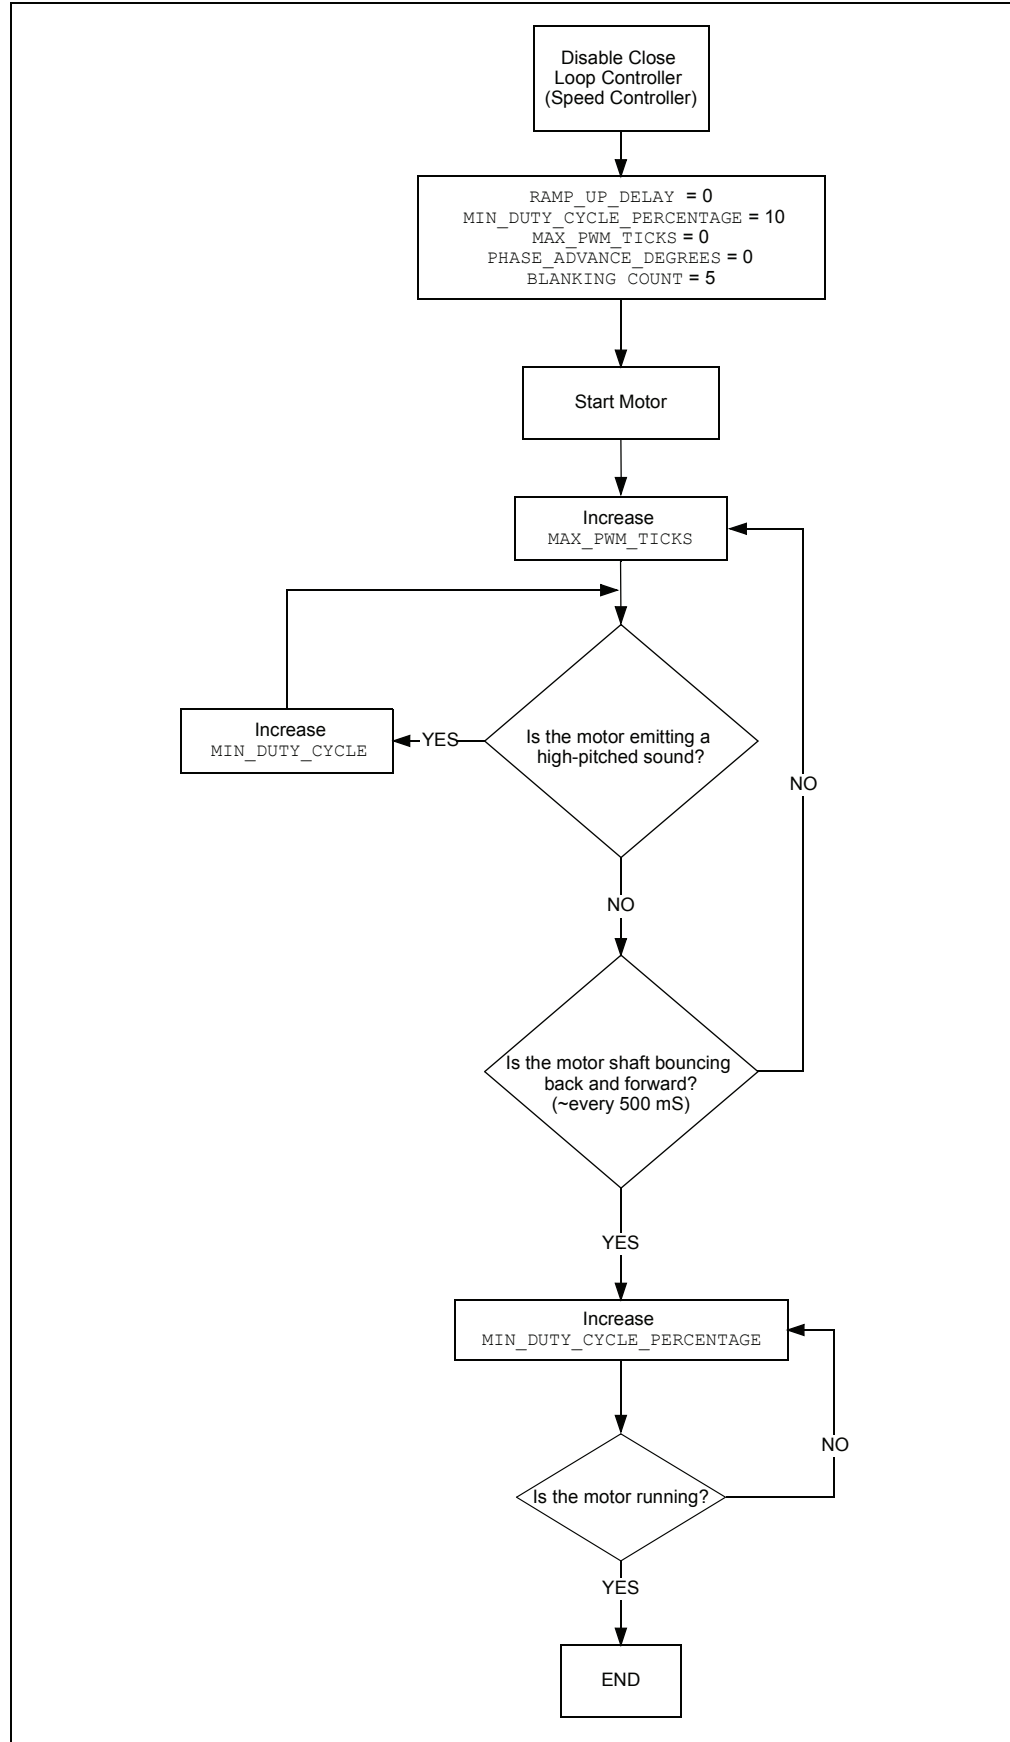 Disable Close
Loop Controller
(Speed Controller)
RAMP_UP_DELAY = 0
MIN_DUTY_CYCLE_PERCENTAGE = 10
MAX_PWM_TICKS = 0
PHASE_ADVANCE_DEGREES = 0
BLANKING COUNT = 5
Start Motor
Increase
MAX_PWM_TICKS
Increase
MIN_DUTY_CYCLE
YES
Is the motor emitting a
high-pitched sound?
NO
NO
Is the motor shaft bouncing
back and forward?
(~every 500 mS)
YES
Increase
MIN_DUTY_CYCLE_PERCENTAGE
NO
Is the motor running?
YES
END